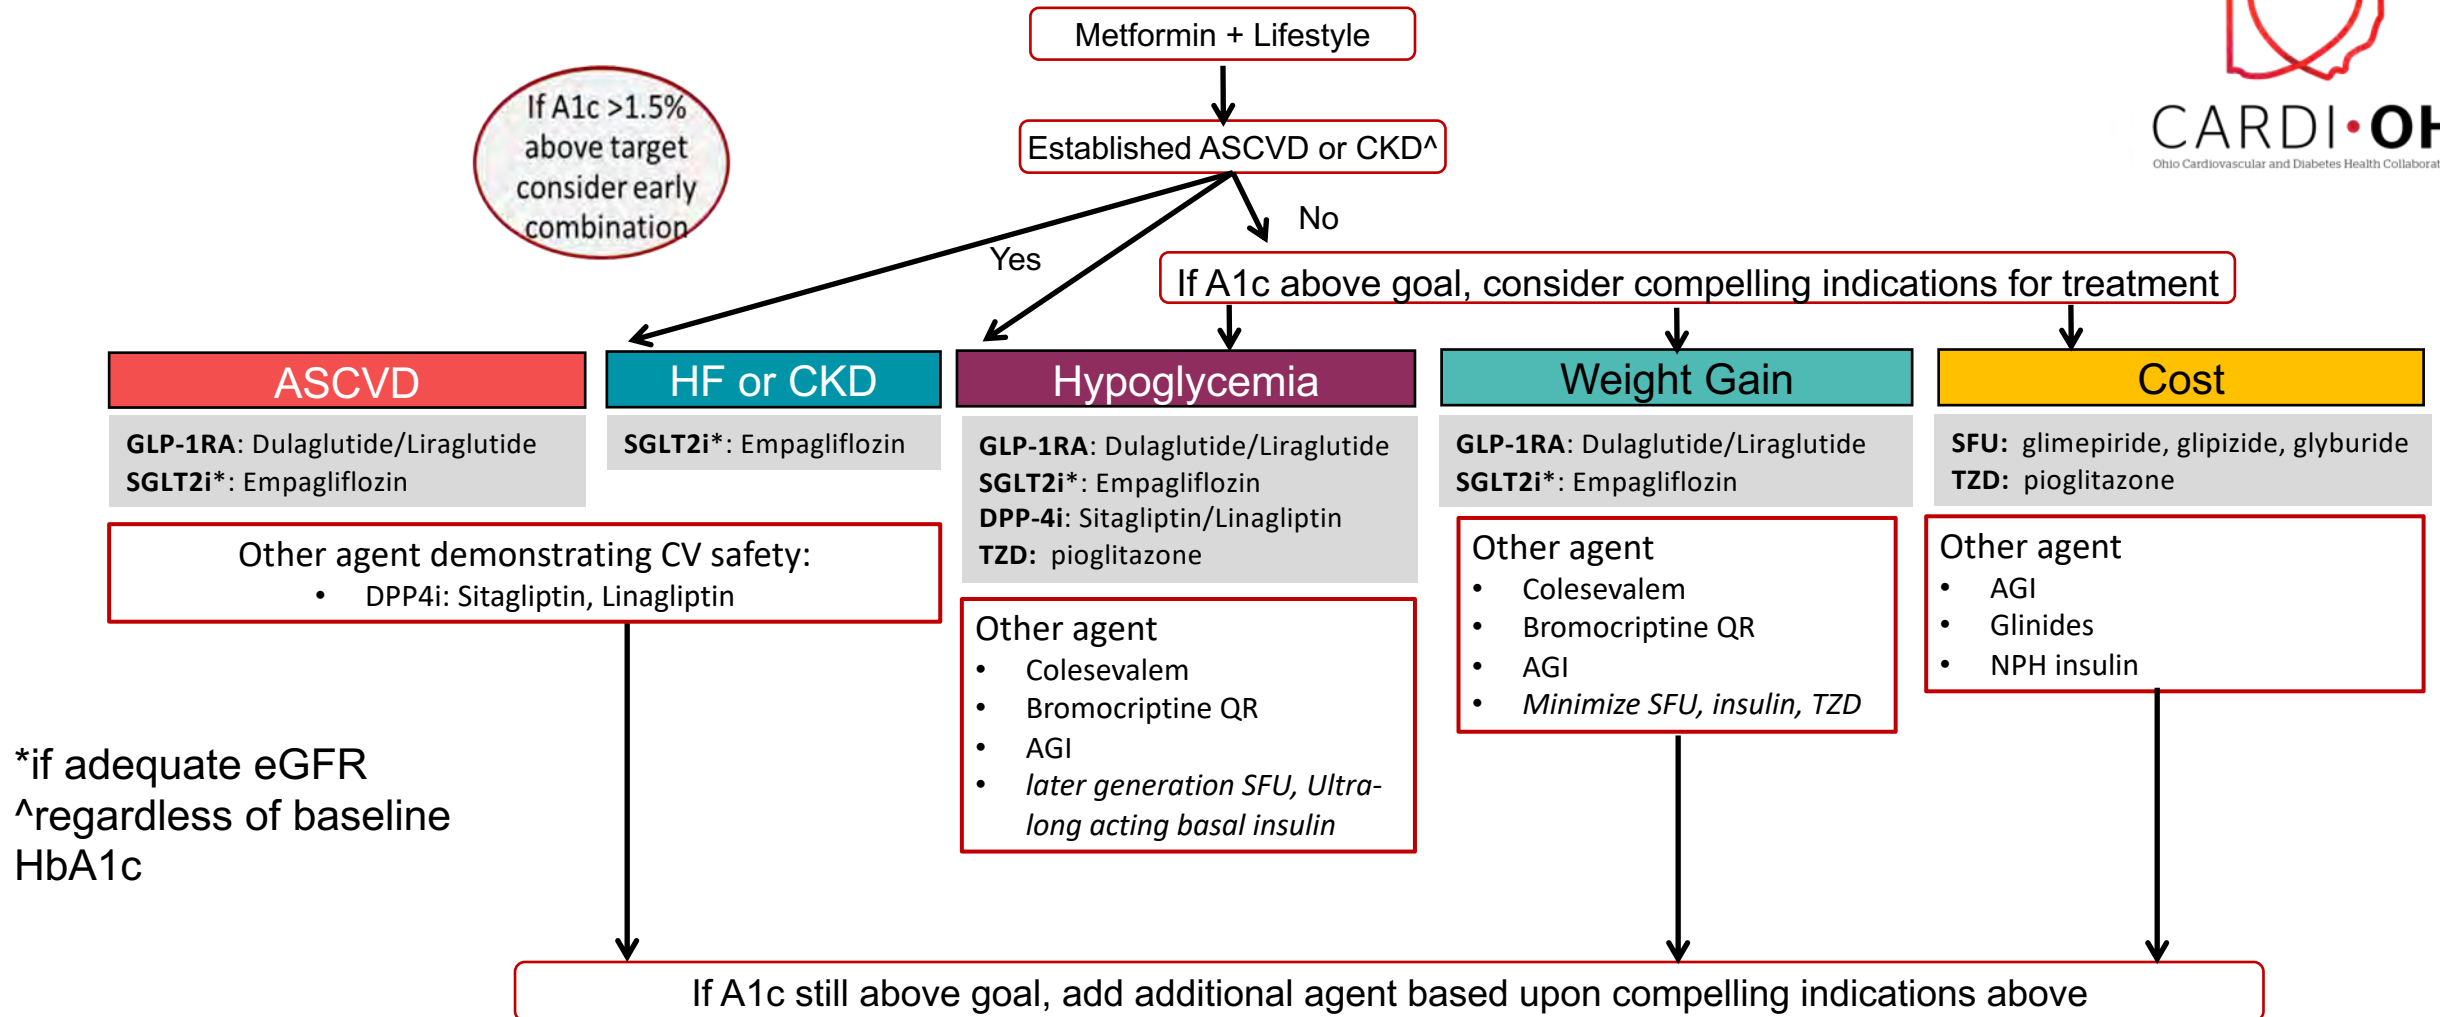 Metformin + Lifestyle
If A1c >1.5%
above target
consider early
combination
Established ASCVD or CKD^
CARDI•OH
Ohio Cardiovascular and Diabetes Health
Yes
No
If A1c above goal, consider compelling indications for treatment
ASCVD
GLP-1RA: Dulaglutide/Liraglutide
SGLT2i*: Empagliflozin
HF or CKD
SGLT2i*: Empagliflozin
Other agent demonstrating CV safety:
• DPP4i: Sitagliptin, Linagliptin
Hypoglycemia
GLP-1RA: Dulaglutide/Liraglutide
SGLT2i*: Empagliflozin
DPP-4i: Sitagliptin/Linagliptin
TZD: pioglitazone
Other agent
• Colesevalem
• Bromocriptine QR
• AGI
• later generation SFU, Ultra-
long acting basal insulin
Weight Gain
GLP-1RA: Dulaglutide/Liraglutide
SGLT2i*: Empagliflozin
Other agent
• Colesevalem
• Bromocriptine QR
• AGI
• Minimize SFU, insulin, TZD
Cost
SFU: glimepiride, glipizide, glyburide
TZD: pioglitazone
Other agent
• AGI
• Glinides
• NPH insulin
*if adequate eGFR
^regardless of baseline
HbA1c
If A1c still above goal, add additional agent based upon compelling indications above